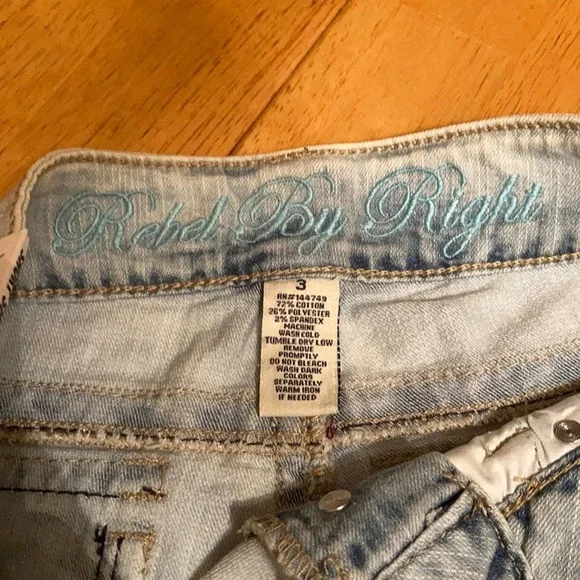 Rebel By Right
3
RN#144749
72% COTTON
26% POLYESTER
2% SPANDEX
MACHINE
WASH COLD
TUMBLE DRY LOW
REMOVE
PROMPTLY
DO NOT BLEACH
WASH DARK
COLORS
SEPARATELY
WARM IRON
IF NEEDED